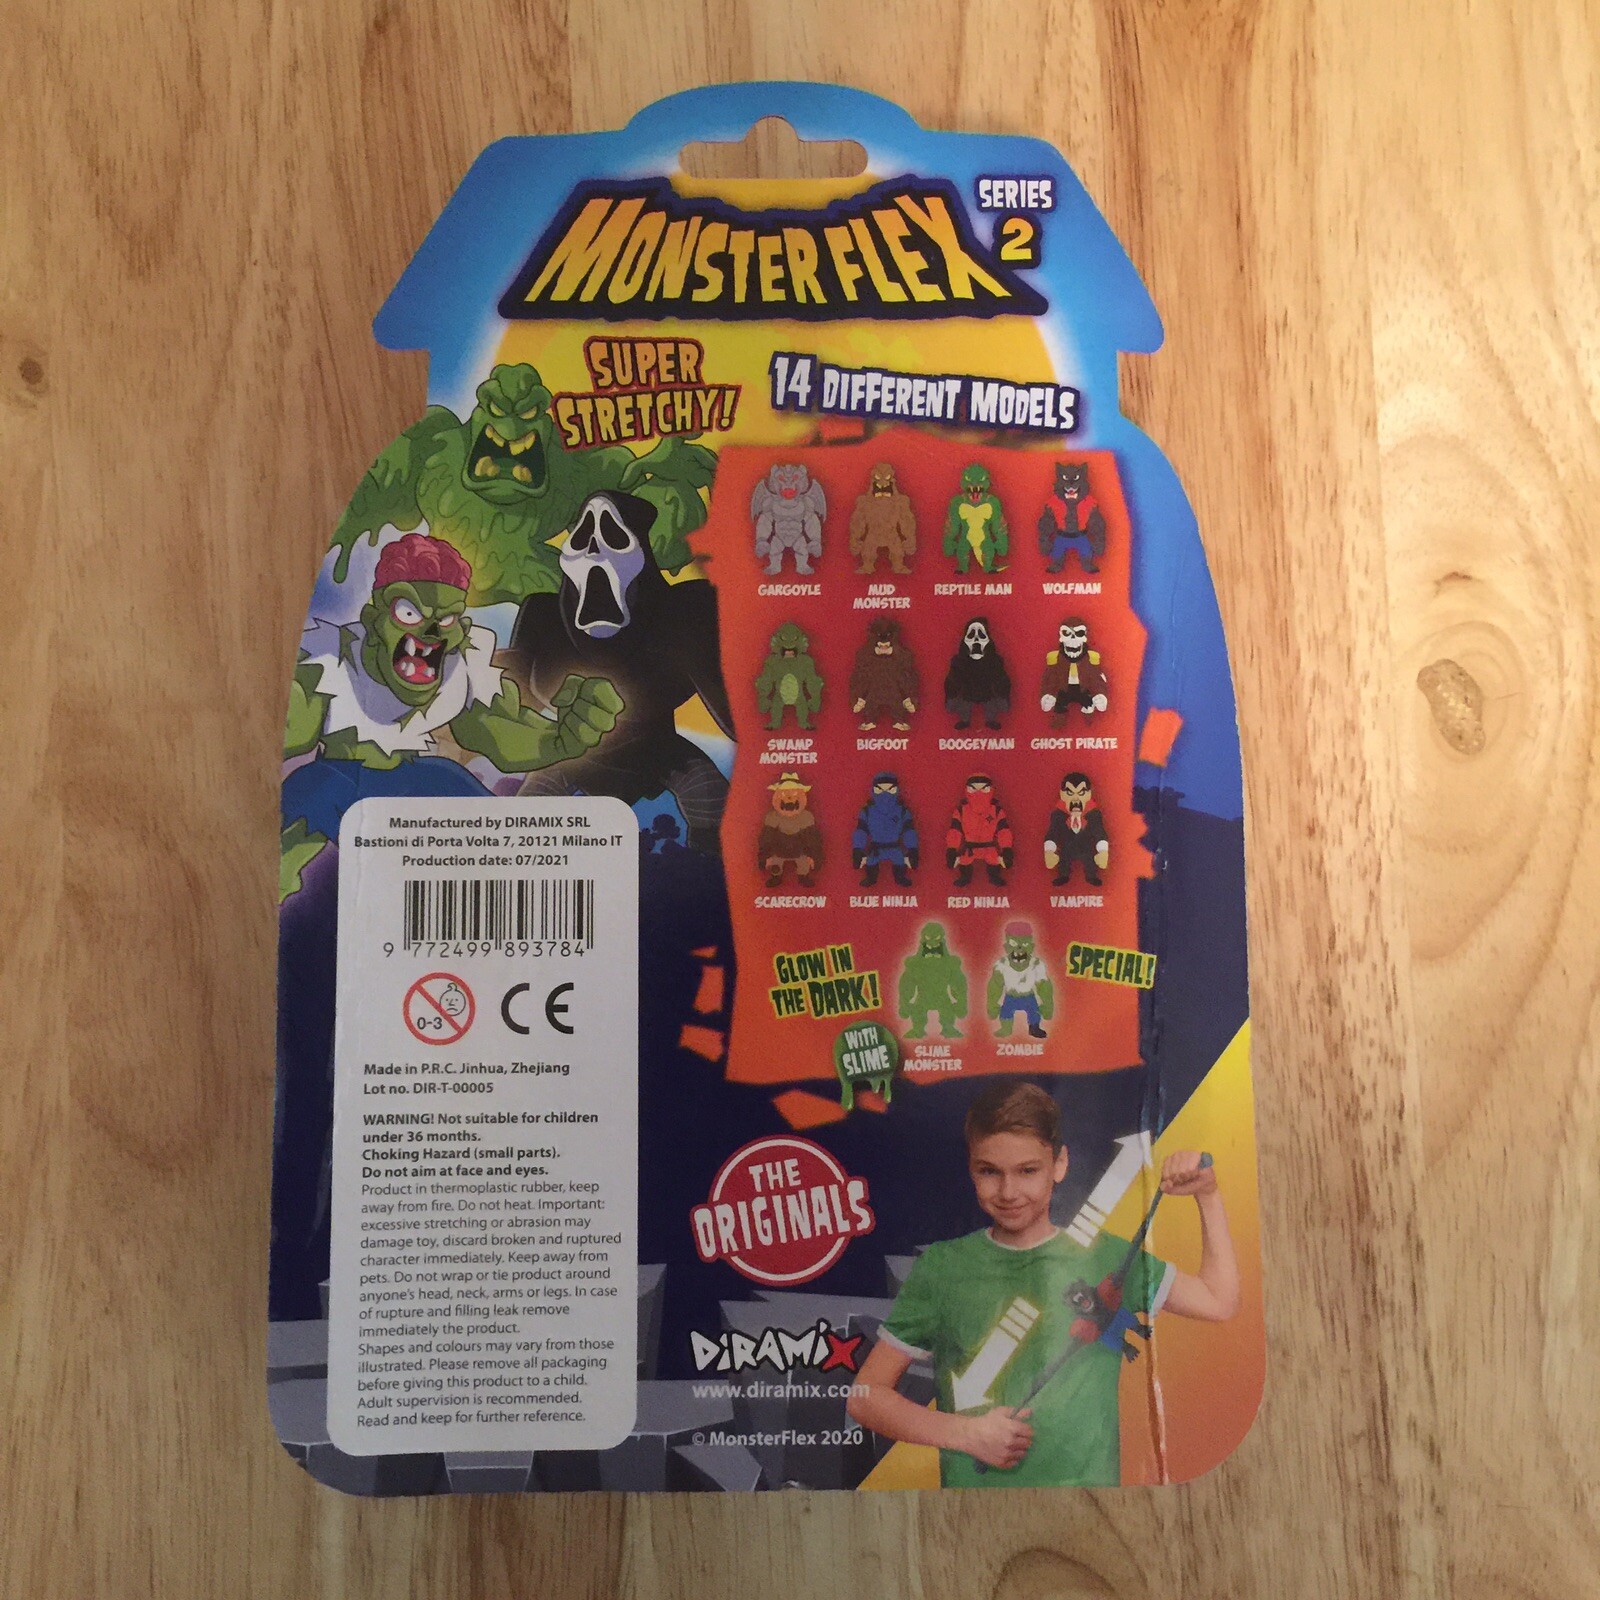 MONSTER FLEX
SERIES
2
SUPER
STRETCHY!
14 DIFFERENT MODELS
GARGOYLE
MUD
MONSTER
REPTILE MAN
WOLFMAN
SWAMP
MONSTER
BIGFOOT
BOOGEYMAN
GHOST PIRATE
SCARECROW
BLUE NINJA
RED NINJA
VAMPIRE
GLOW IN
THE DARK!
WITH
SLIME
SLIME
MONSTER
ZOMBIE
SPECIAL!
Manufactured by DIRAMIX SRL
Bastioni di Porta Volta 7, 20121 Milano IT
Production date: 07/2021
9 772499 893784
0-3
CE
Made in P.R.C. Jinhua, Zhejiang
Lot no. DIR-T-00005
WARNING! Not suitable for children
under 36 months.
Choking Hazard (small parts).
Do not aim at face and eyes.
Product in thermoplastic rubber, keep
away from fire. Do not heat. Important:
excessive stretching or abrasion may
damage toy, discard broken and ruptured
character immediately. Keep away from
pets. Do not wrap or tie product around
anyone's head, neck, arms or legs. In case
of rupture and filling leak remove
immediately the product.
Shapes and colours may vary from those
illustrated. Please remove all packaging
before giving this product to a child.
Adult supervision is recommended.
Read and keep for further reference.
THE
ORIGINALS
DiRAMiX
www.diramix.com
© MonsterFlex 2020